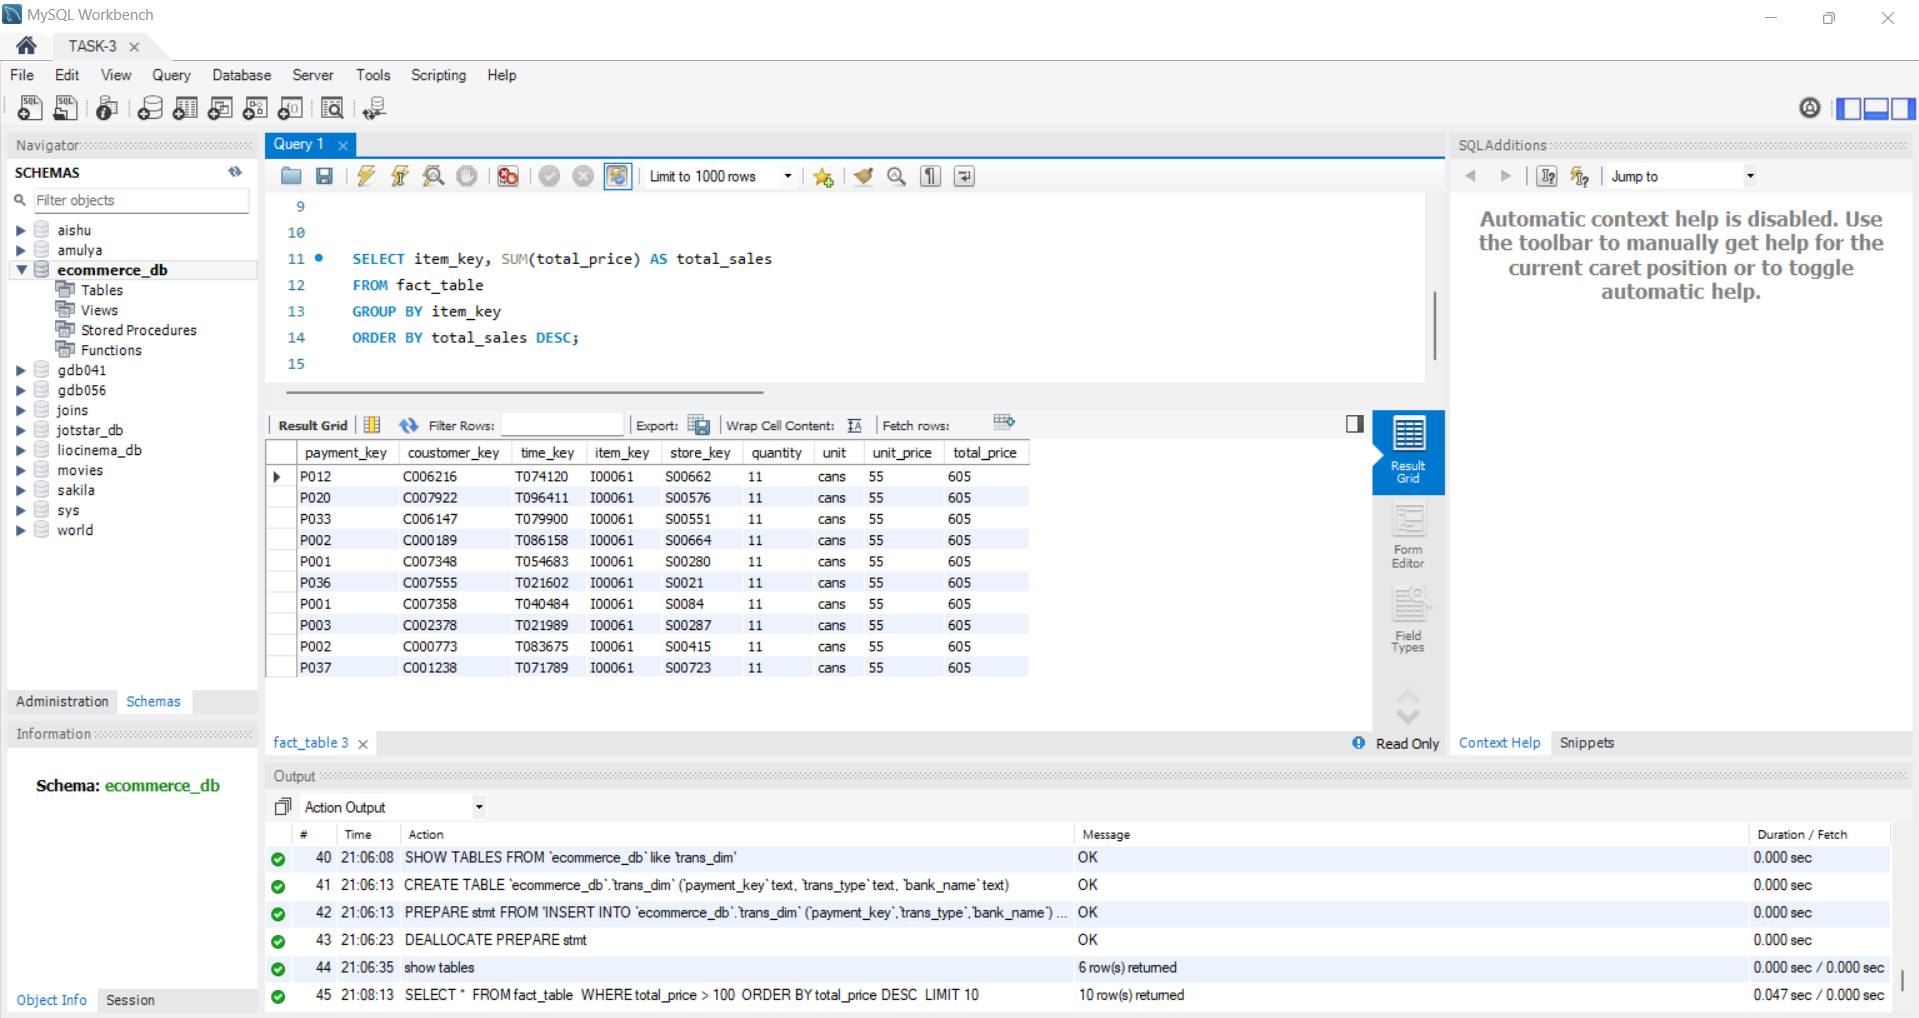 MySQL Workbench
TASK-3
File Edit View Query Database Server Tools Scripting Help
Navigator
SCHEMAS
Filter objects
aishu
amulya
ecommerce_db
Tables
Views
Stored Procedures
Functions
gdb041
gdb056
joins
jotstar_db
liocinema_db
movies
sakila
sys
world
Administration Schemas
Information
Schema: ecommerce_db
Object Info Session
Query 1
Limit to 1000 rows
9
10
11 SELECT item_key, SUM(total_price) AS total_sales
12 FROM fact_table
13 GROUP BY item_key
14 ORDER BY total_sales DESC;
15
Result Grid Filter Rows: Export: Wrap Cell Content: Fetch rows:
payment_key coustomer_key time_key item_key store_key quantity unit unit_price total_price
P012 C006216 T074120 I00061 S00662 11 cans 55 605
P020 C007922 T096411 I00061 S00576 11 cans 55 605
P033 C006147 T079900 I00061 S00551 11 cans 55 605
P002 C000189 T086158 I00061 S00664 11 cans 55 605
P001 C007348 T054683 I00061 S00280 11 cans 55 605
P036 C007555 T021602 I00061 S0021 11 cans 55 605
P001 C007358 T040484 I00061 S0084 11 cans 55 605
P003 C002378 T021989 I00061 S00287 11 cans 55 605
P002 C000773 T083675 I00061 S00415 11 cans 55 605
P037 C001238 T071789 I00061 S00723 11 cans 55 605
Result
Grid
Form
Editor
Field
Types
fact_table 3
Read Only
SQLAdditions
Jump to
Automatic context help is disabled. Use
the toolbar to manually get help for the
current caret position or to toggle
automatic help.
Context Help Snippets
Output
Action Output
# Time Action Message Duration / Fetch
40 21:06:08 SHOW TABLES FROM `ecommerce_db` like 'trans_dim' OK 0.000 sec
41 21:06:13 CREATE TABLE `ecommerce_db`.`trans_dim` (`payment_key` text, `trans_type` text, `bank_name` text) OK 0.000 sec
42 21:06:13 PREPARE stmt FROM 'INSERT INTO `ecommerce_db`.`trans_dim` (`payment_key`,`trans_type`,`bank_name`) ... OK 0.000 sec
43 21:06:23 DEALLOCATE PREPARE stmt OK 0.000 sec
44 21:06:35 show tables 6 row(s) returned 0.000 sec / 0.000 sec
45 21:08:13 SELECT * FROM fact_table WHERE total_price > 100 ORDER BY total_price DESC LIMIT 10 10 row(s) returned 0.047 sec / 0.000 sec